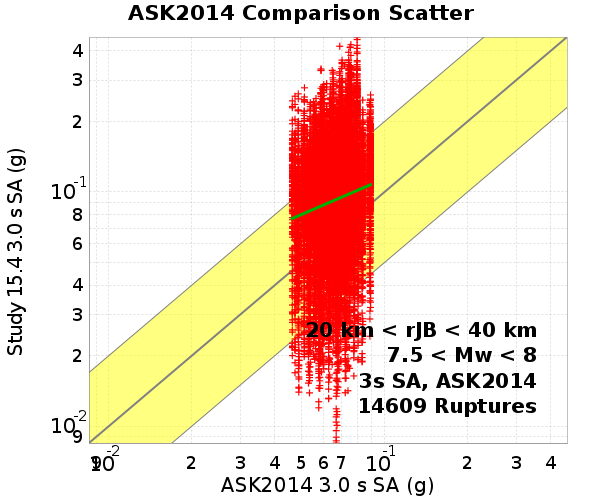 ASK2014 Comparison Scatter
Study 15.4 3.0 s SA (g)
4
3
2
10^-1
8
6
4
3
2
10^-2
9
20 km < rJB < 40 km
7.5 < Mw < 8
3s SA, ASK2014
14609 Ruptures
9 10^-2 2 3 4 5 6 7 10^-1 2 3 4
ASK2014 3.0 s SA (g)